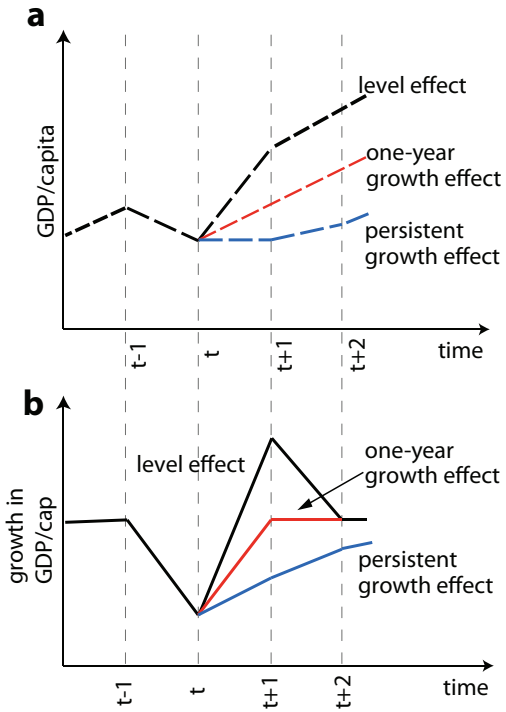 a
GDP/capita
level effect
one-year
growth effect
persistent
growth effect
t-1
t
t+1
t+2
time
b
growth in
GDP/cap
level effect
one-year
growth effect
persistent
growth effect
t-1
t
t+1
t+2
time